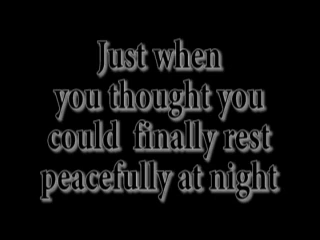 Just when
you thought you
could finally rest
peacefully at night